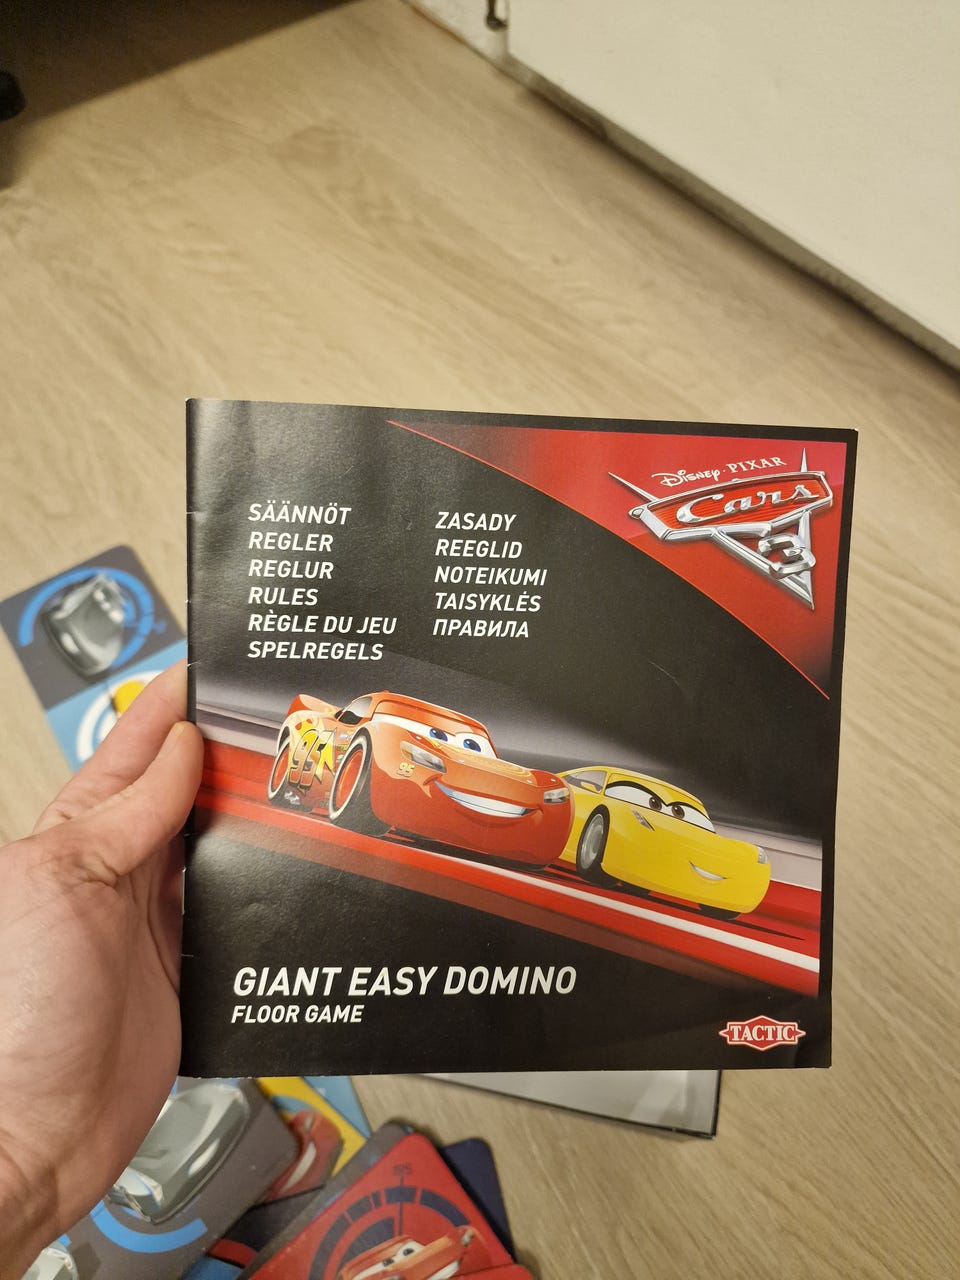 SÄÄNNÖT
REGLER
REGLUR
RULES
RÈGLE DU JEU
SPELREGELS
ZASADY
REEGLID
NOTEIKUMI
TAISYKLĖS
ПРАВИЛА
Disney · PIXAR
Cars
3
95
95
GIANT EASY DOMINO
FLOOR GAME
TACTIC